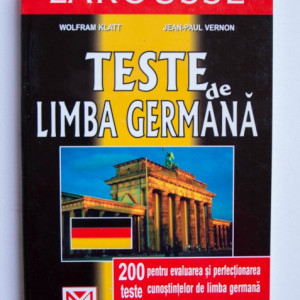 LAROUSSE
WOLFRAM KLATT JEAN-PAUL VERNON
TESTE
de
LIMBA GERMANĂ
200 pentru evaluarea și perfecționarea
teste cunoștințelor de limba germană